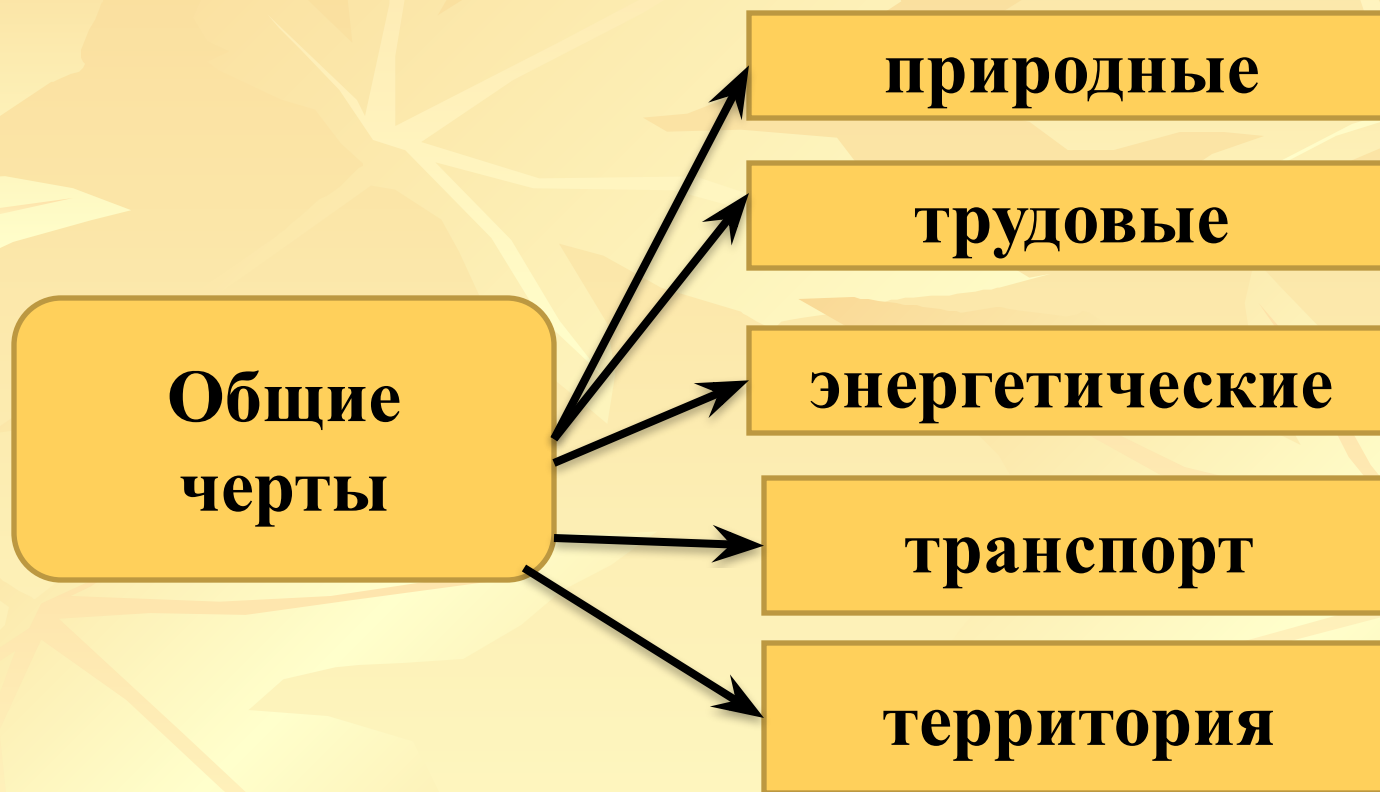 Общие
черты
природные
трудовые
энергетические
транспорт
территория